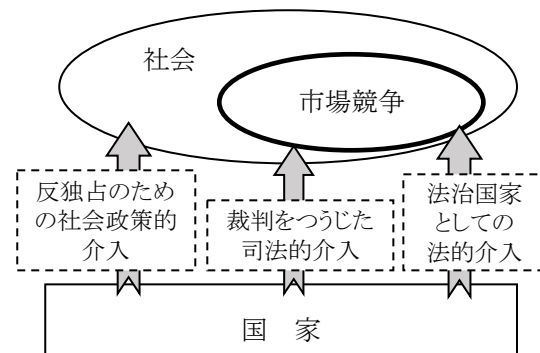 社会
市場競争
反独占のため
の社会政策的
介入
裁判をつうじた
司法的介入
法治国家
としての
法的介入
国　家